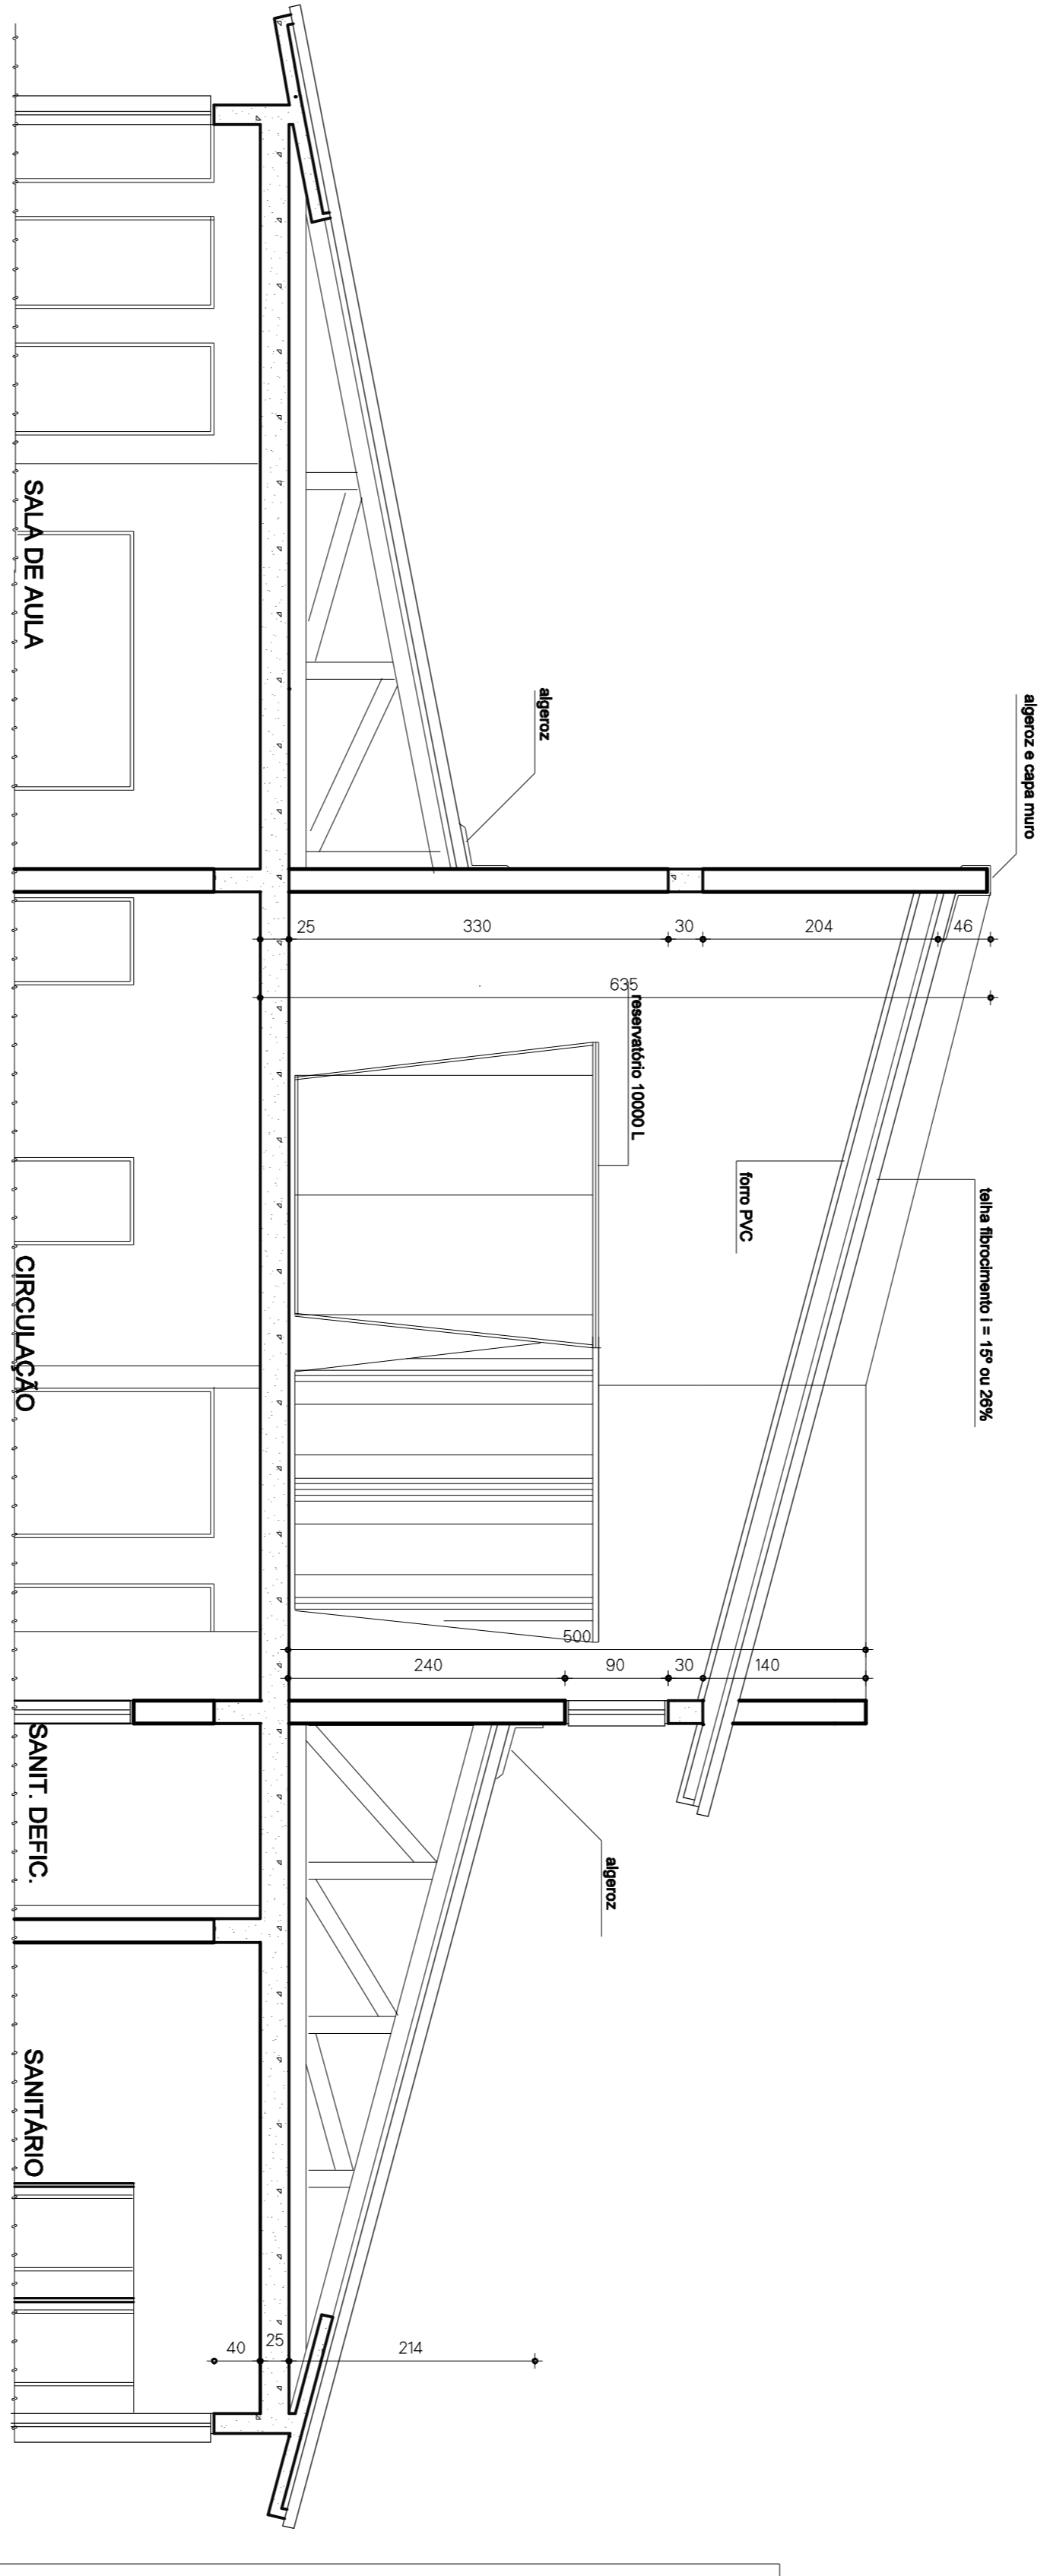 algeroz e capa muro
algeroz
telha fibrocimento i = 15º ou 26%
forro PVC
reservatório 10000 L
algeroz
25
330
30
204
46
635
500
240
90
30
140
40
25
214
SALA DE AULA
CIRCULAÇÃO
SANIT. DEFIC.
SANITÁRIO